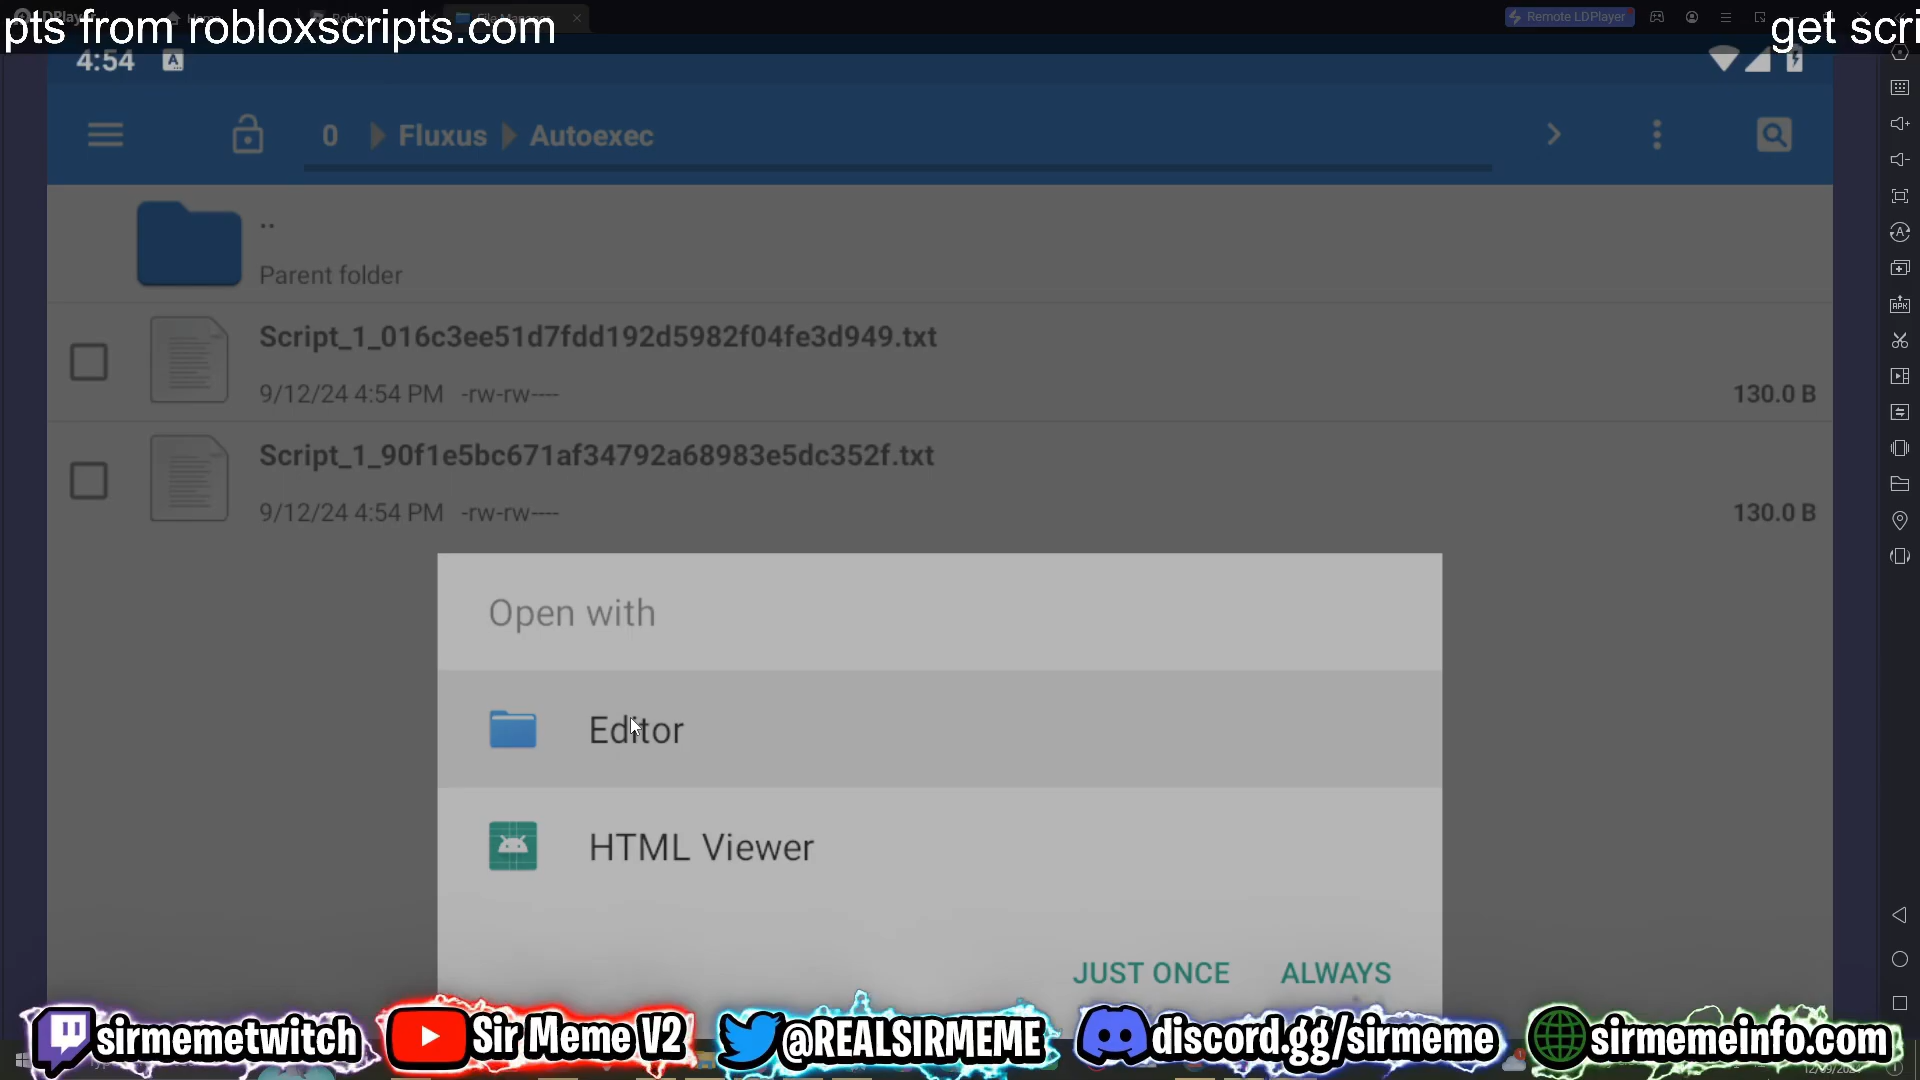 LDPlayer
Remote LDPlayer
pts from robloxscripts.com
get scri
4:54
A
0 Fluxus Autoexec
..
Parent folder
Script_1_016c3ee51d7fdd192d5982f04fe3d949.txt
9/12/24 4:54 PM -rw-rw----
130.0 B
Script_1_90f1e5bc671af34792a68983e5dc352f.txt
9/12/24 4:54 PM -rw-rw----
130.0 B
Open with
Editor
HTML Viewer
JUST ONCE ALWAYS
sirmemetwitch
Sir Meme V2
@REALSIRMEME
discord.gg/sirmeme
sirmemeinfo.com